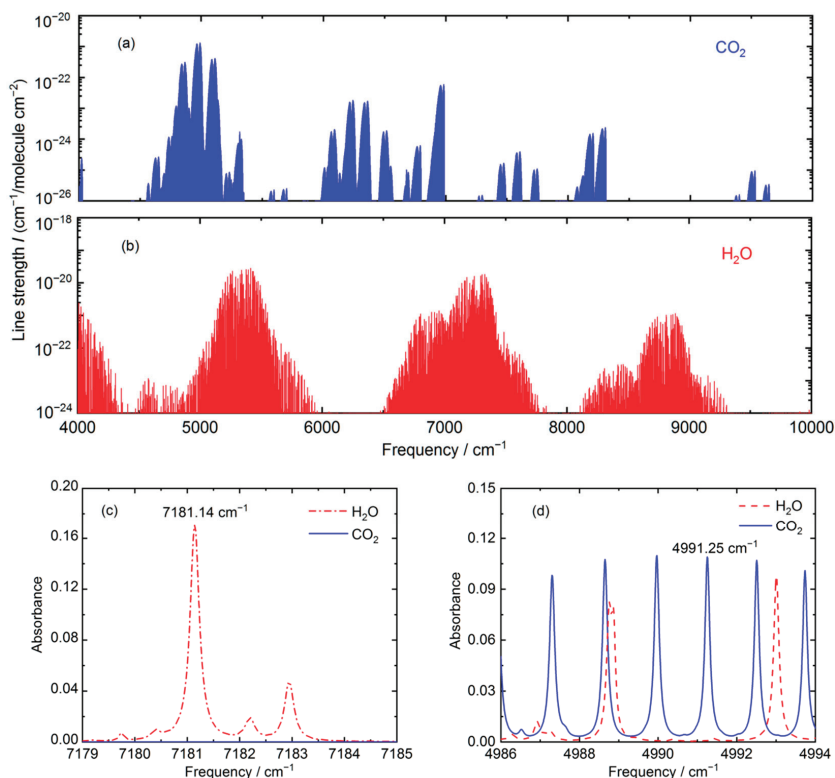 10⁻²⁰
(a)
CO₂
10⁻²²
10⁻²⁴
10⁻²⁶
10⁻¹⁸
(b)
H₂O
10⁻²⁰
10⁻²²
10⁻²⁴
Line strength / (cm⁻¹/molecule cm⁻²)
4000 5000 6000 7000 8000 9000 10000
Frequency / cm⁻¹
0.20
(c)
7181.14 cm⁻¹
H₂O
CO₂
0.16
0.12
0.08
0.04
0.00
Absorbance
7179 7180 7181 7182 7183 7184 7185
Frequency / cm⁻¹
0.15
(d)
H₂O
CO₂
4991.25 cm⁻¹
0.12
0.09
0.06
0.03
0.00
Absorbance
4986 4988 4990 4992 4994
Frequency / cm⁻¹